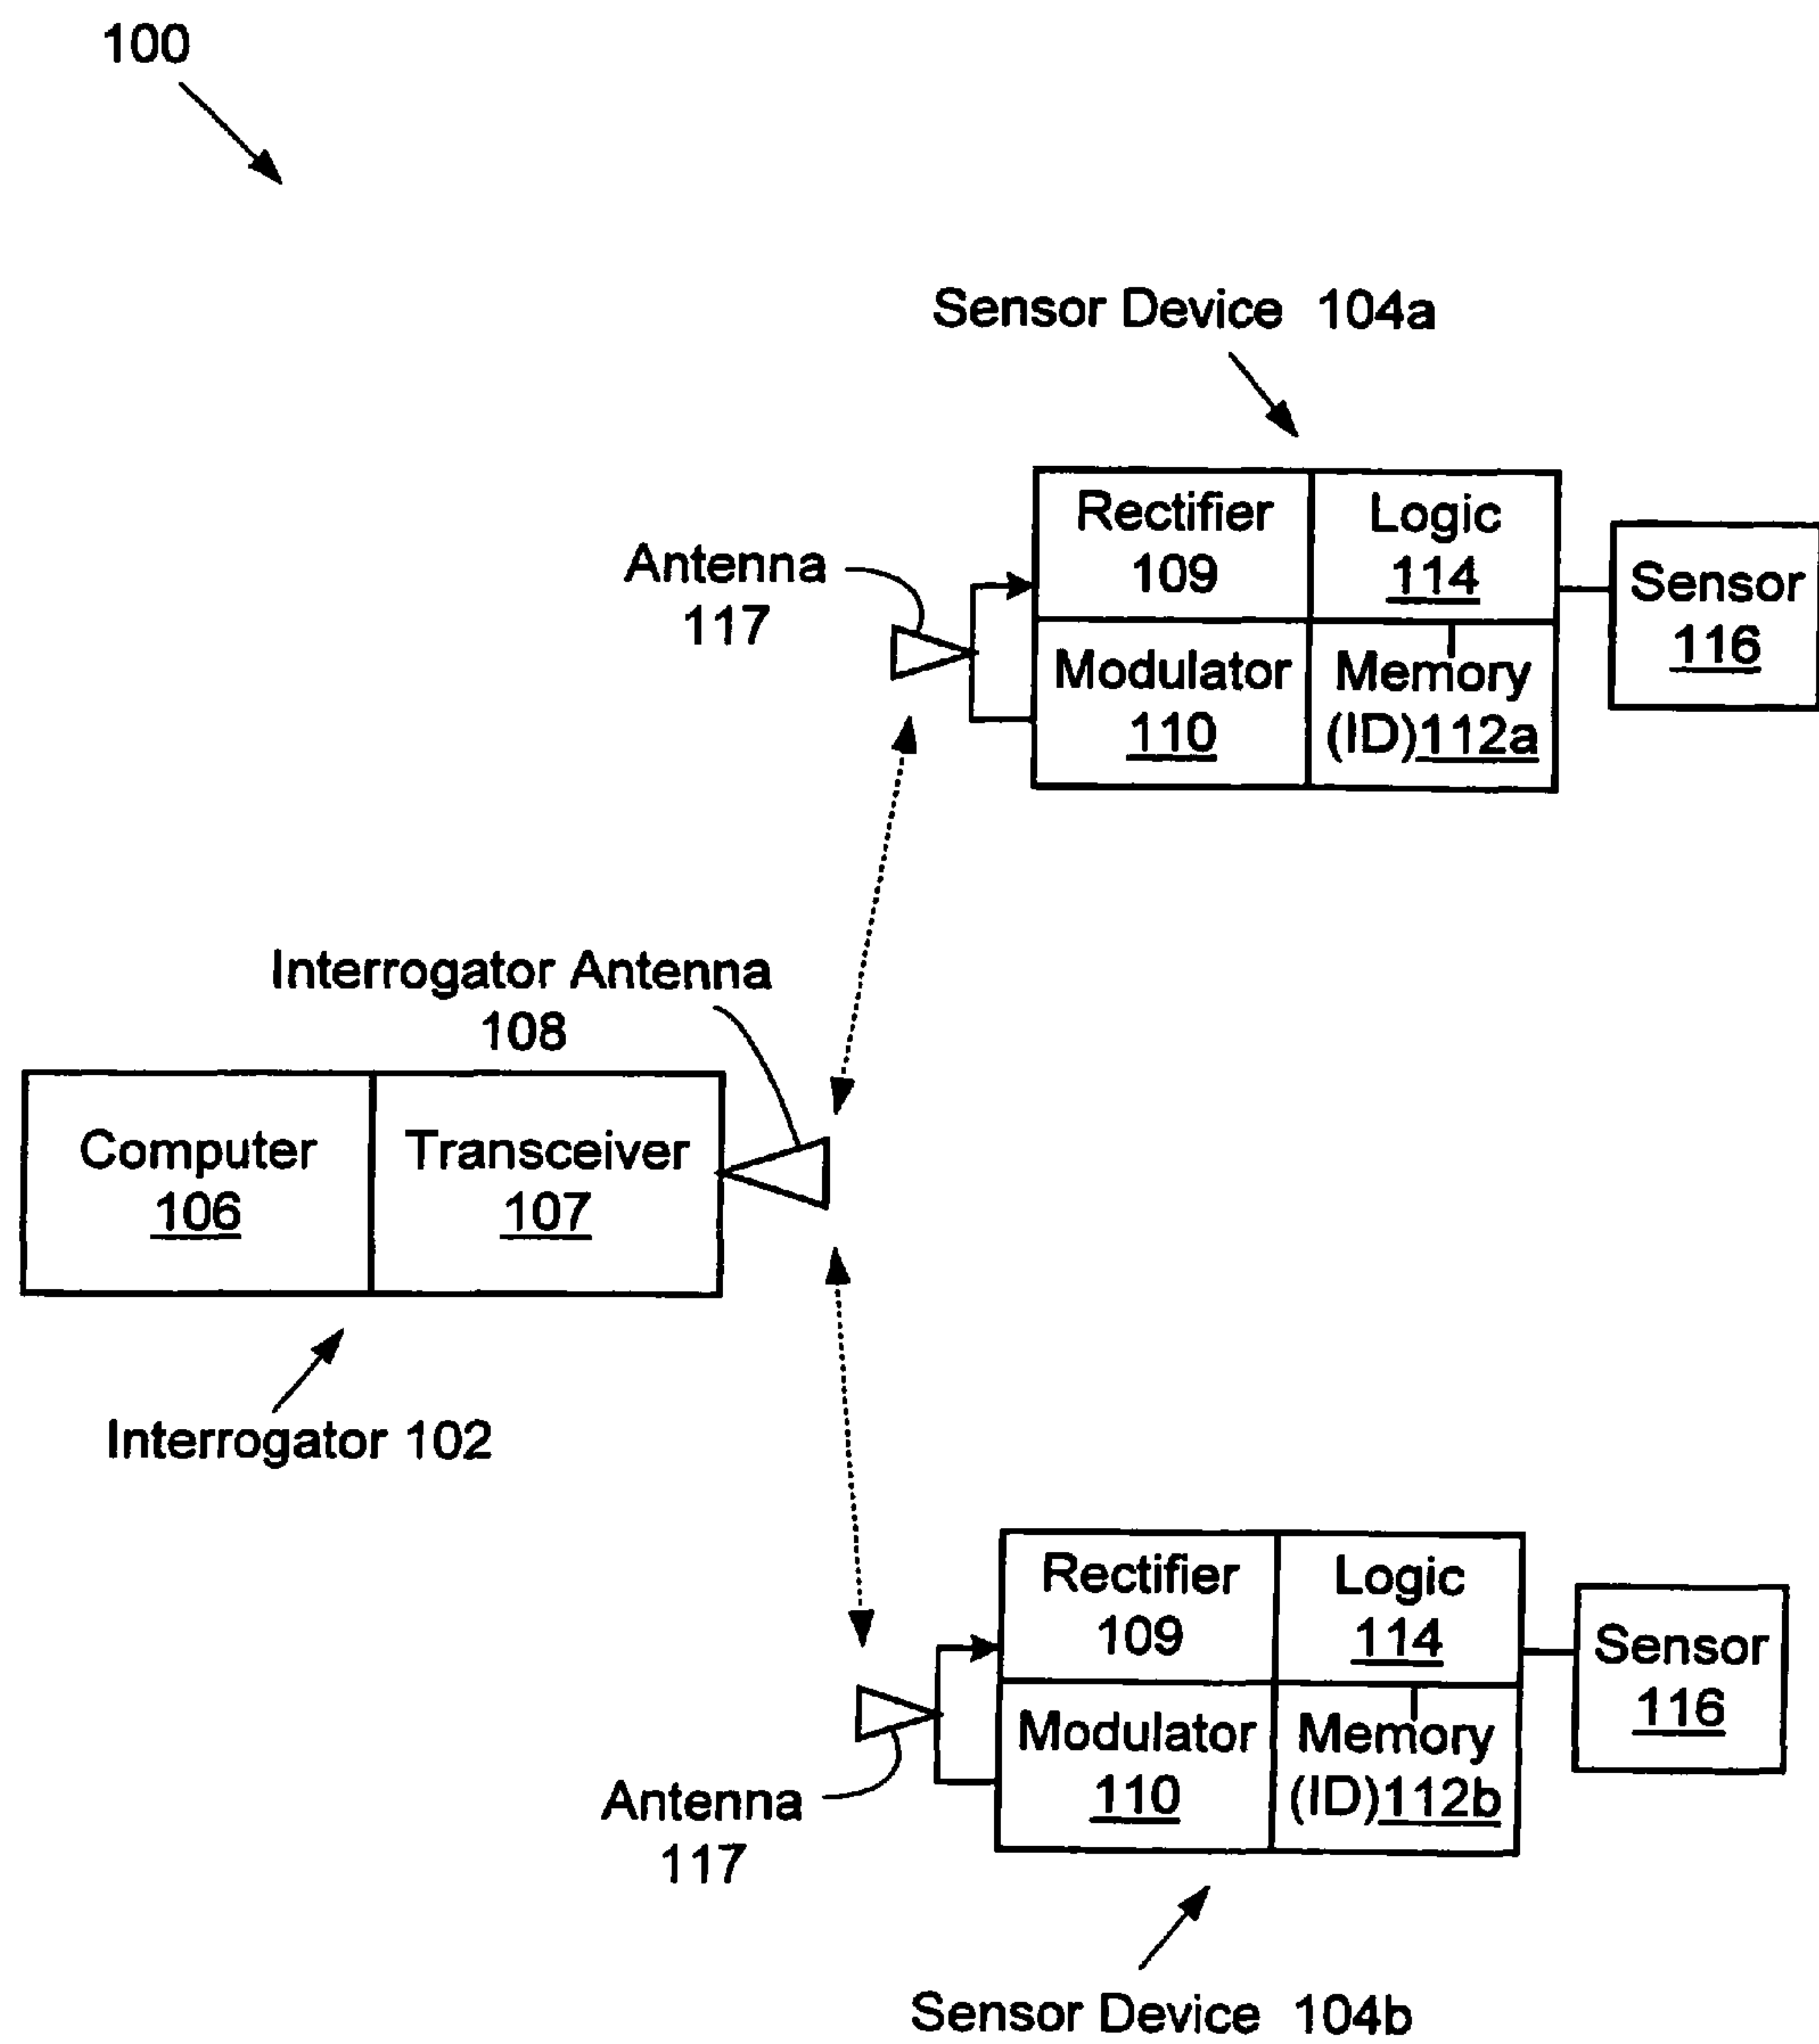 100
Sensor Device 104a
Rectifier
109
Logic
114
Sensor
116
Antenna
117
Modulator
110
Memory
(ID)112a
Interrogator Antenna
108
Computer
106
Transceiver
107
Interrogator 102
Rectifier
109
Logic
114
Sensor
116
Modulator
110
Memory
(ID)112b
Antenna
117
Sensor Device 104b